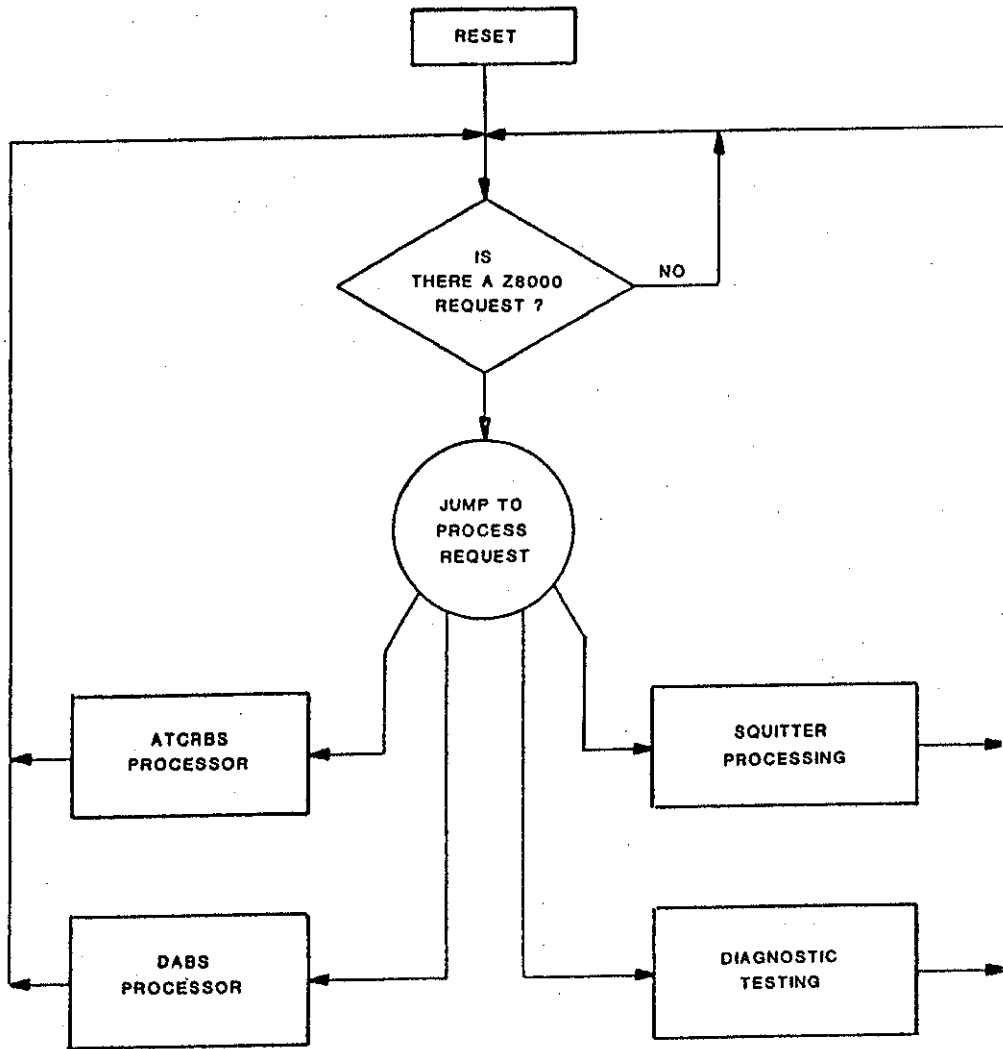 RESET
IS
THERE A Z8000
REQUEST ?
NO
JUMP TO
PROCESS
REQUEST
ATCRBS
PROCESSOR
SQUITTER
PROCESSING
DABS
PROCESSOR
DIAGNOSTIC
TESTING